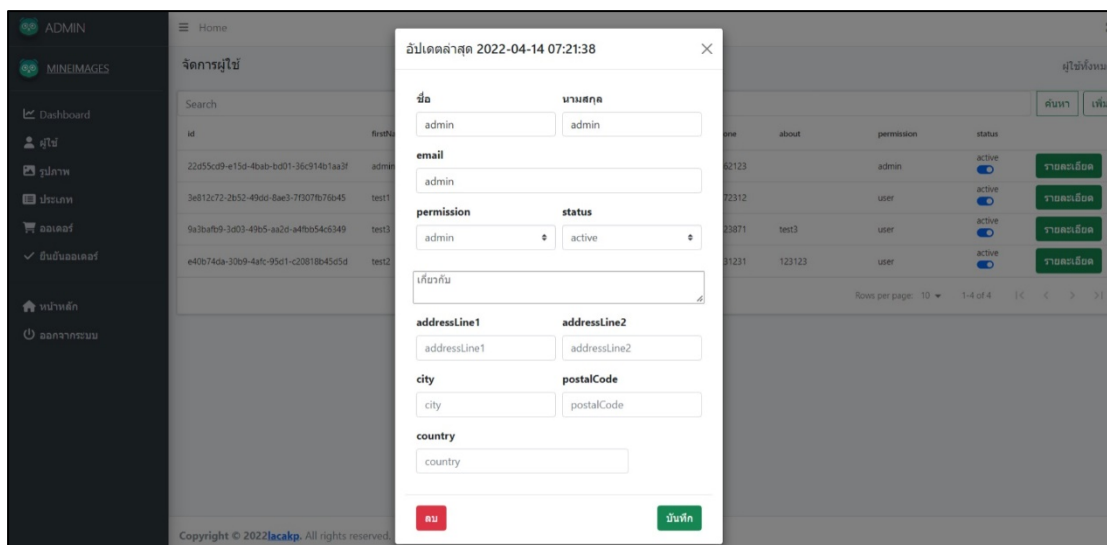 ADMIN
Home
MINEIMAGES
Dashboard
ผู้ใช้
รูปภาพ
ประเภท
ออเดอร์
ยืนยันออเดอร์
หน้าหลัก
ออกจากระบบ
จัดการผู้ใช้
Search
ค้นหา
id about permission status
22d55cd9-e15d-4bab-bd01-36c914b1aa3f admin 62123 admin active รายละเอียด
3e812c72-2b52-49dd-8ae3-7f307fb76b45 test1 72312 user active รายละเอียด
9a3bafb9-3d03-49b5-aa2d-a4fbb54c6349 test3 23871 test3 user active รายละเอียด
e40b74da-30b9-4afc-95d1-c20818b45d5d test2 31231 123123 user active รายละเอียด
Rows per page: 10 1-4 of 4
อัปเดตล่าสุด 2022-04-14 07:21:38
ชื่อ นามสกุล
admin admin
email
admin
permission status
admin active
เกี่ยวกับ
addressLine1 addressLine2
addressLine1 addressLine2
city postalCode
city postalCode
country
country
ลบ บันทึก
Copyright © 2022lacakp. All rights reserved.